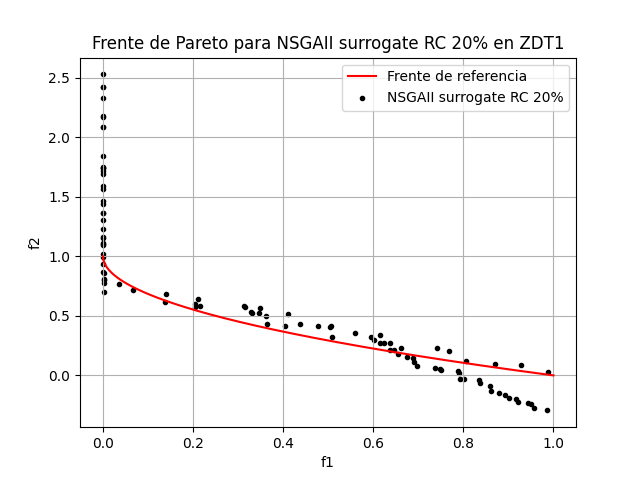 Frente de Pareto para NSGAII surrogate RC 20% en ZDT1
Frente de referencia
NSGAII surrogate RC 20%
2.5
2.0
1.5
1.0
0.5
0.0
f2
0.0 0.2 0.4 0.6 0.8 1.0
f1